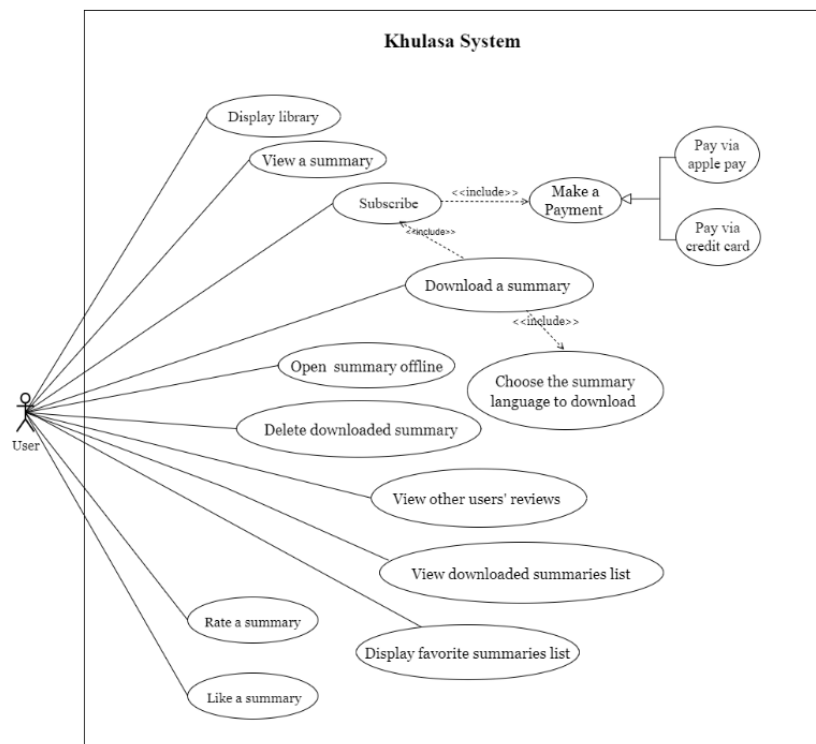 Khulasa System
Display library
View a summary
Pay via
apple pay
<<include>>
Make a
Payment
Subscribe
<<include>>
Pay via
credit card
Download a summary
<<include>>
Open summary offline
Choose the summary
language to download
User
Delete downloaded summary
View other users' reviews
View downloaded summaries list
Rate a summary
Display favorite summaries list
Like a summary